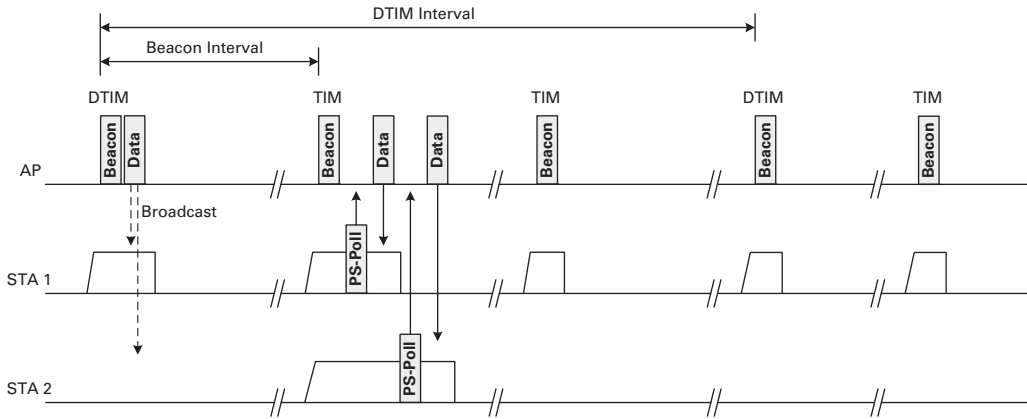 DTIM Interval
Beacon Interval
DTIM
TIM
TIM
DTIM
TIM
Beacon
Data
Beacon
Data
Data
Beacon
Beacon
Beacon
AP
Broadcast
PS-Poll
STA 1
PS-Poll
STA 2